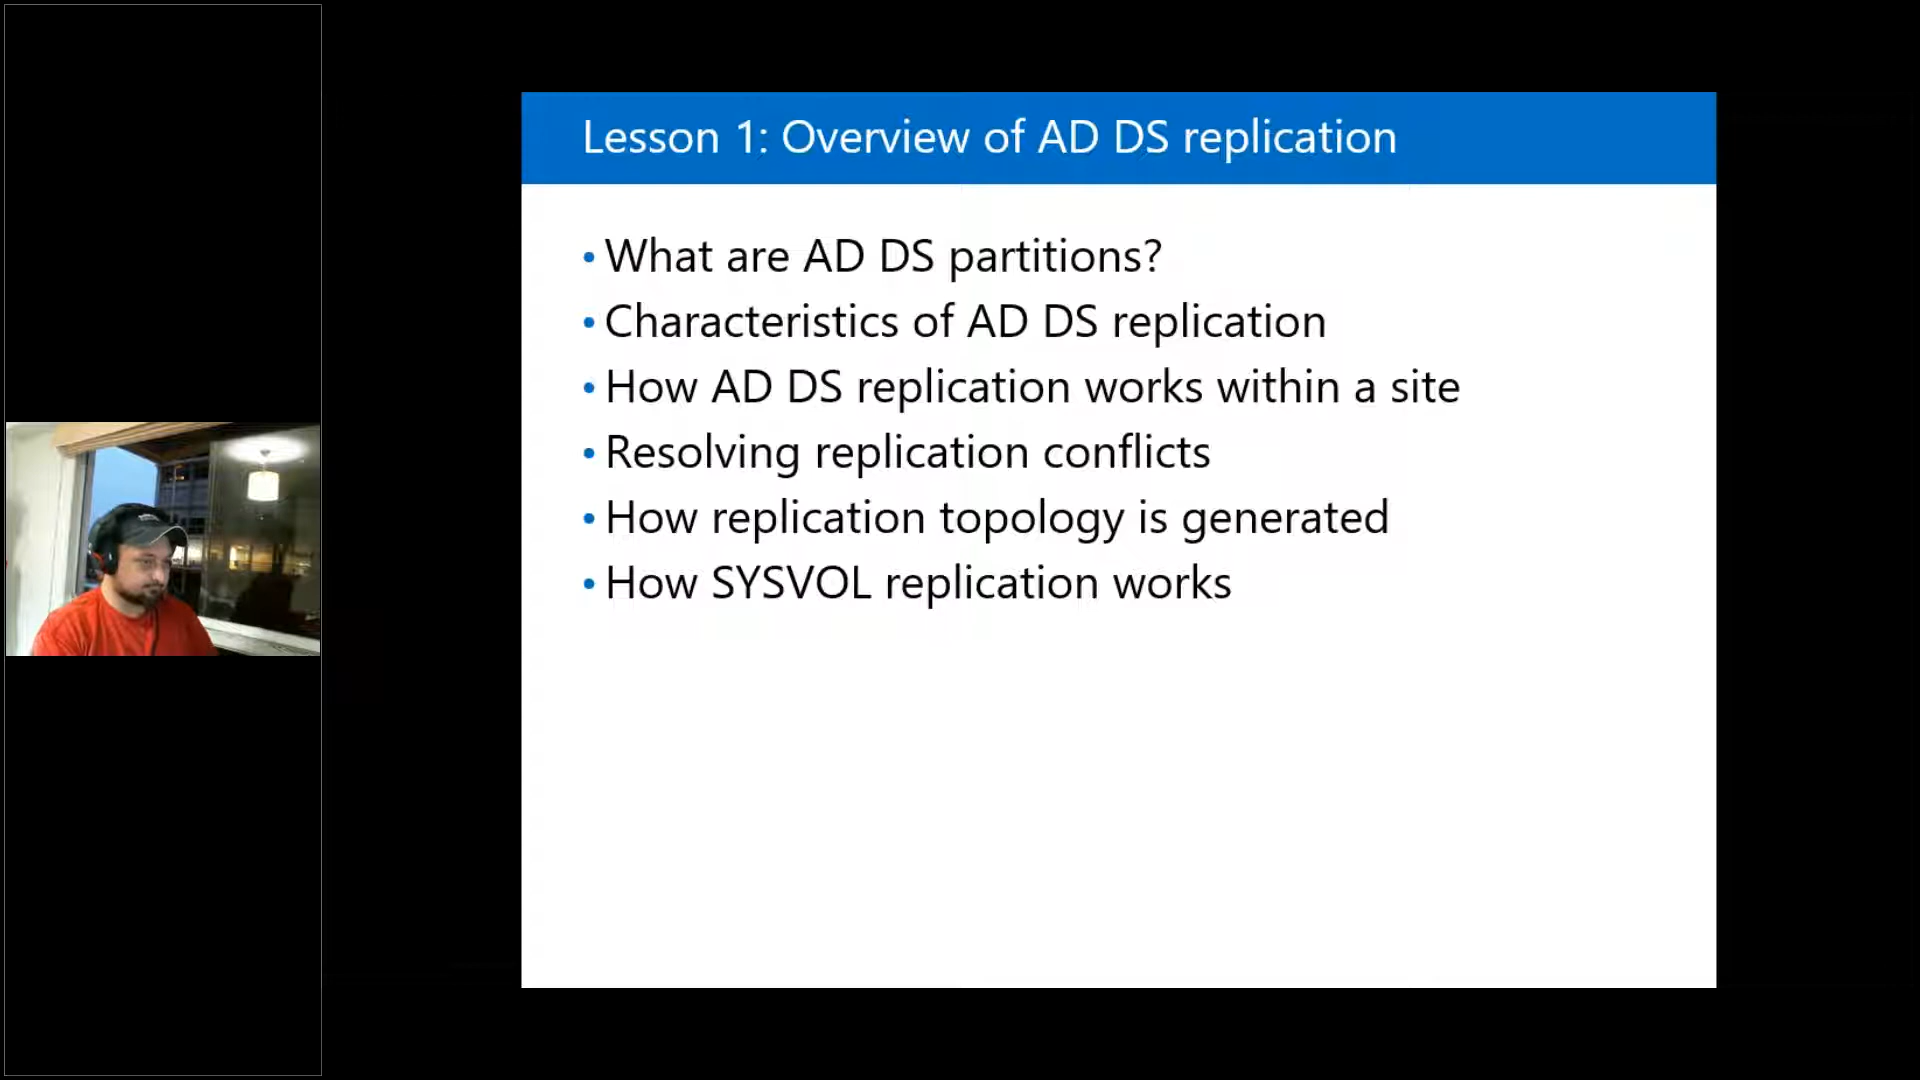 Lesson 1: Overview of AD DS replication
• What are AD DS partitions?
• Characteristics of AD DS replication
• How AD DS replication works within a site
• Resolving replication conflicts
• How replication topology is generated
• How SYSVOL replication works